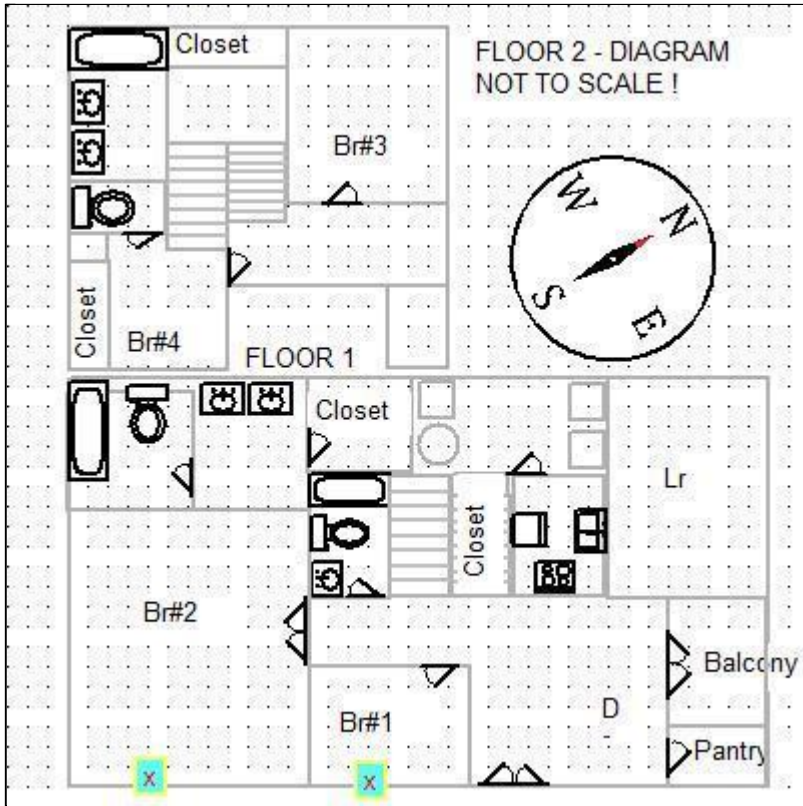 Closet
FLOOR 2 - DIAGRAM
NOT TO SCALE !
Br#3
W
N
S
E
Closet
Br#4
FLOOR 1
Closet
Lr
Closet
Br#2
Balcony
Br#1
D
Pantry
x
x